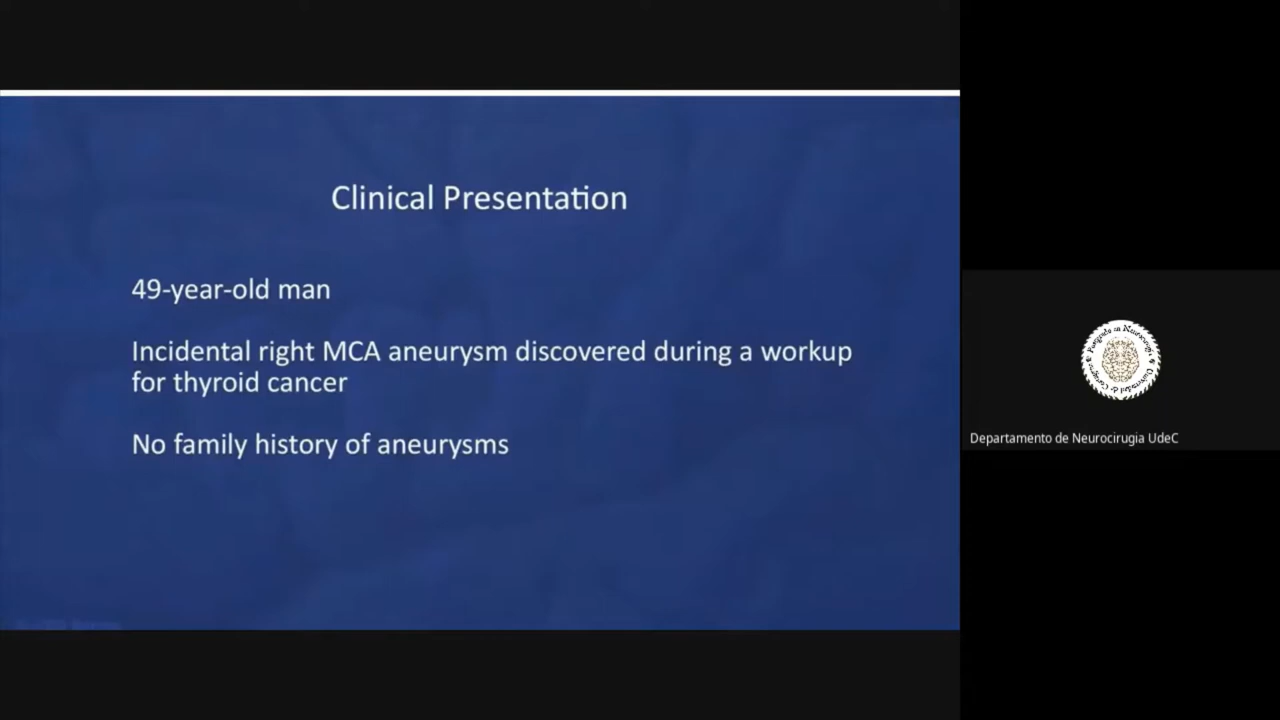 Clinical Presentation
49-year-old man
Incidental right MCA aneurysm discovered during a workup
for thyroid cancer
No family history of aneurysms
Departamento de Neurocirugia UdeC